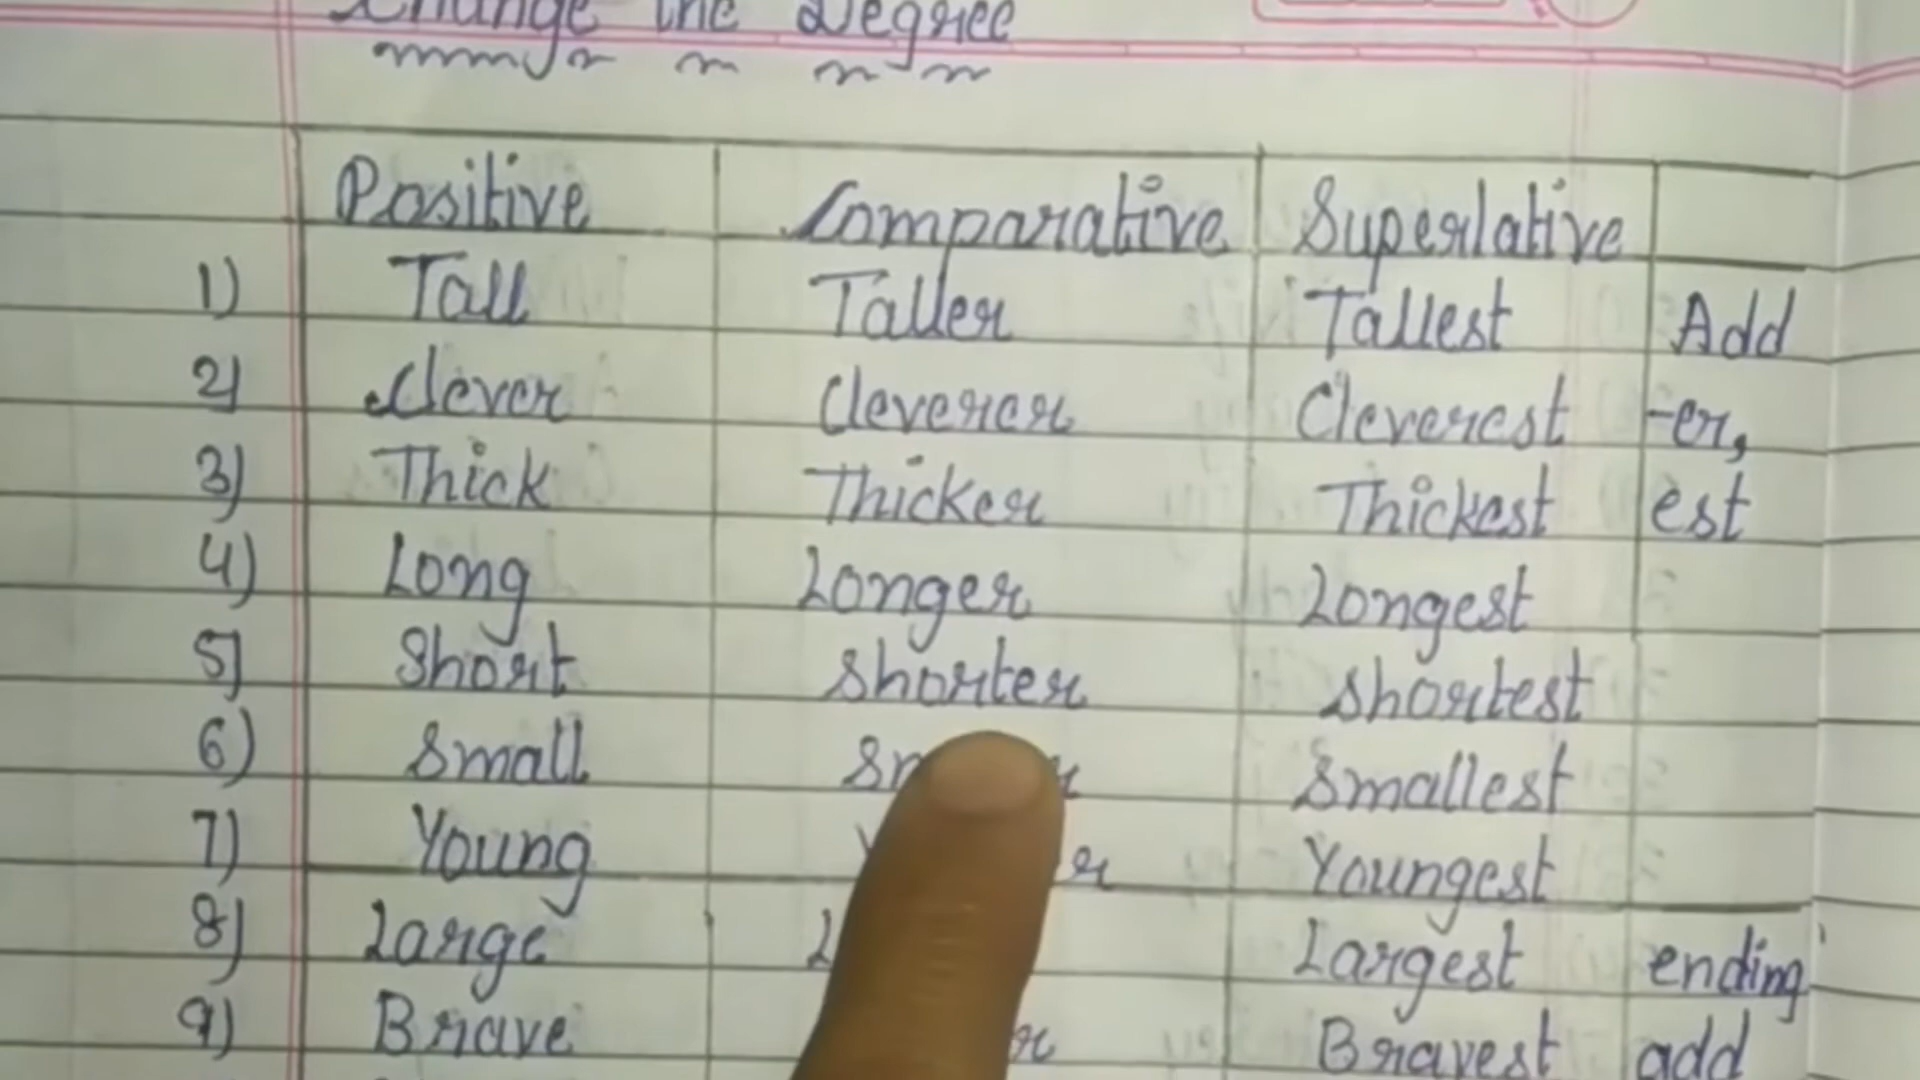 Change the Degree
Positive Comparative Superlative
1) Tall Taller Tallest Add
2) Clever Cleverer Cleverest -er,
3) Thick Thicker Thickest est
4) Long Longer Longest
5) Short Shorter Shortest
6) Small Smallest
7) Young Youngest
8) Large Largest ending
9) Brave Bravest add